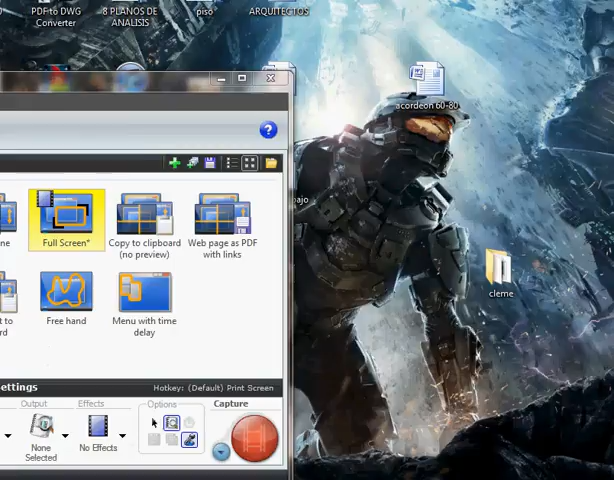 PDF to DWG
Converter
8 PLANOS DE
ANALISIS
piso
ARQUITECTOS
acordeon 60-80
ajo
Full Screen*
Copy to clipboard
(no preview)
Web page as PDF
with links
cleme
Free hand
Menu with time
delay
Hotkey: (Default) Print Screen
Output
Effects
Options
Capture
None
Selected
No Effects